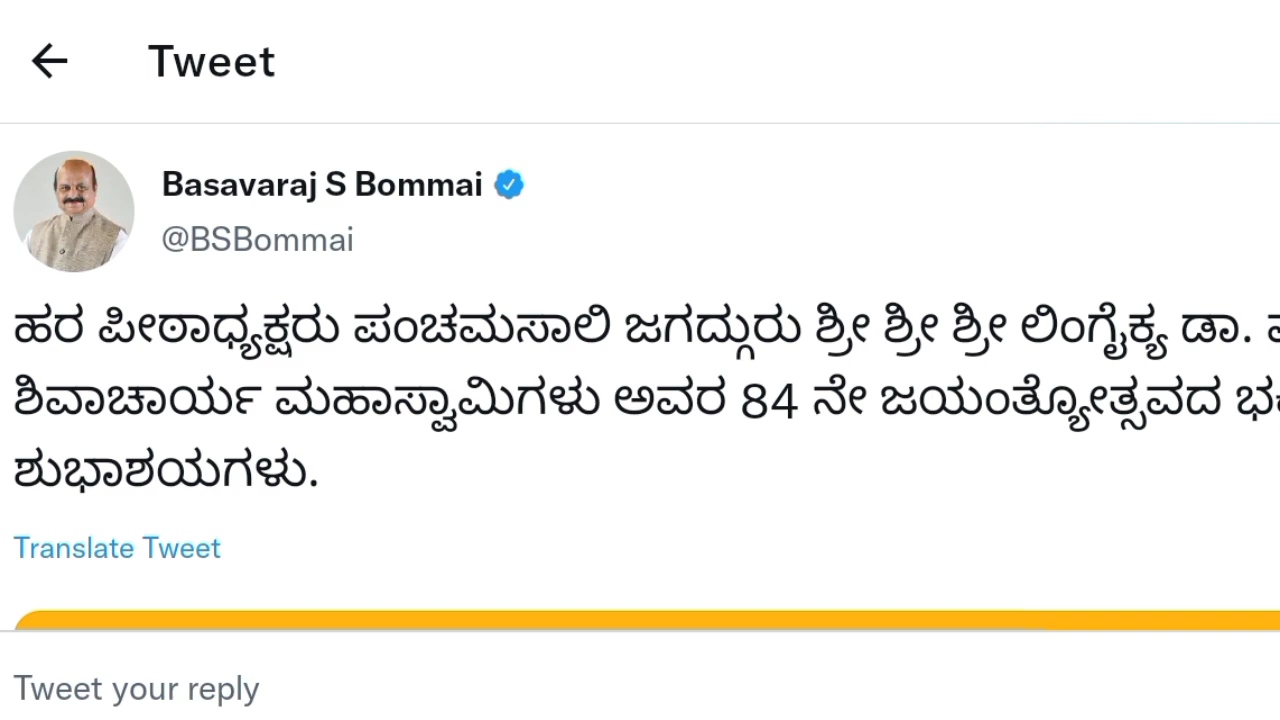 Tweet
Basavaraj S Bommai
@BSBommai
ಹರ ಪೀಠಾಧ್ಯಕ್ಷರು ಪಂಚಮಸಾಲಿ ಜಗದ್ಗುರು ಶ್ರೀ ಶ್ರೀ ಶ್ರೀ ಲಿಂಗೈಕ್ಯ ಡಾ.
ಶಿವಾಚಾರ್ಯ ಮಹಾಸ್ವಾಮಿಗಳು ಅವರ 84 ನೇ ಜಯಂತ್ಯೋತ್ಸವದ
ಶುಭಾಶಯಗಳು.
Translate Tweet
Tweet your reply